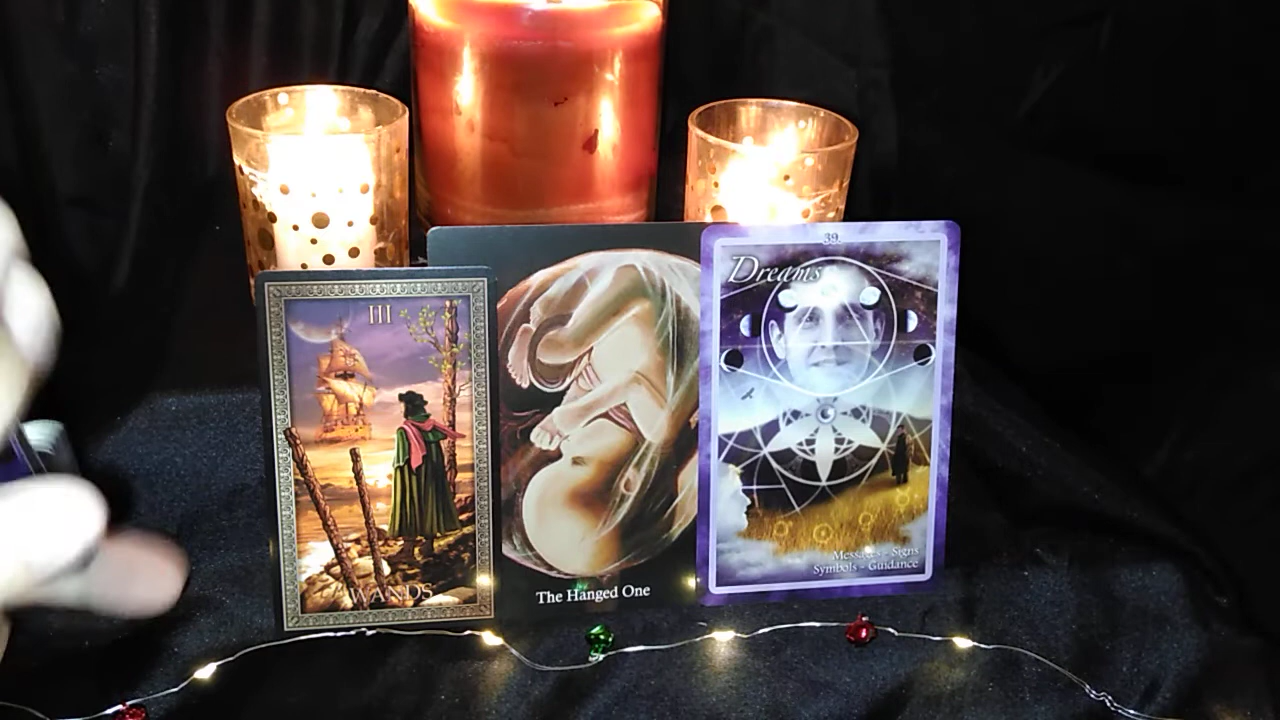 III
WANDS
The Hanged One
39.
Dreams
Messages - Signs
Symbols - Guidance